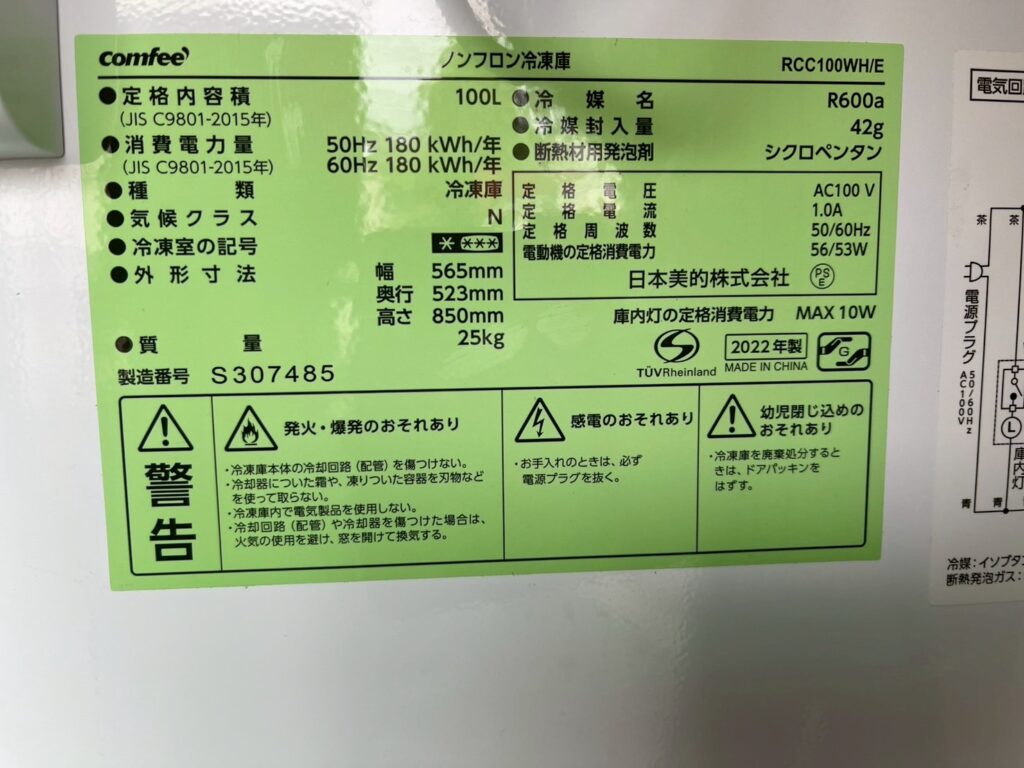 comfee'
ノンフロン冷凍庫
RCC100WH/E
●定格内容積 100L
(JIS C9801-2015年)
●消費電力量 50Hz 180 kWh/年
(JIS C9801-2015年) 60Hz 180 kWh/年
●種類 冷凍庫
●気候クラス N
●冷凍室の記号
●外形寸法 幅 565mm
奥行 523mm
高さ 850mm
●質量 25kg
製造番号 S307485
●冷媒名 R600a
●冷媒封入量 42g
●断熱材用発泡剤 シクロペンタン
定格電圧 AC100 V
定格電流 1.0A
定格周波数 50/60Hz
電動機の定格消費電力 56/53W
日本美的株式会社 PSE
庫内灯の定格消費電力 MAX 10W
TÜVRheinland
2022年製
MADE IN CHINA
G
警告
発火・爆発のおそれあり
・冷凍庫本体の冷却回路（配管）を傷つけない。
・冷却器についた霜や、凍りついた容器を刃物など
を使って取らない。
・冷凍庫内で電気製品を使用しない。
・冷却回路（配管）や冷却器を傷つけた場合は、
火気の使用を避け、窓を開けて換気する。
感電のおそれあり
・お手入れのときは、必ず
電源プラグを抜く。
幼児閉じ込めの
おそれあり
・冷凍庫を廃棄処分すると
きは、ドアパッキンを
はずす。
電気回
茶
茶
電源プラグ
50/60Hz
AC100V
L
庫内灯
青
青
冷媒：イソブタン
断熱発泡ガス：